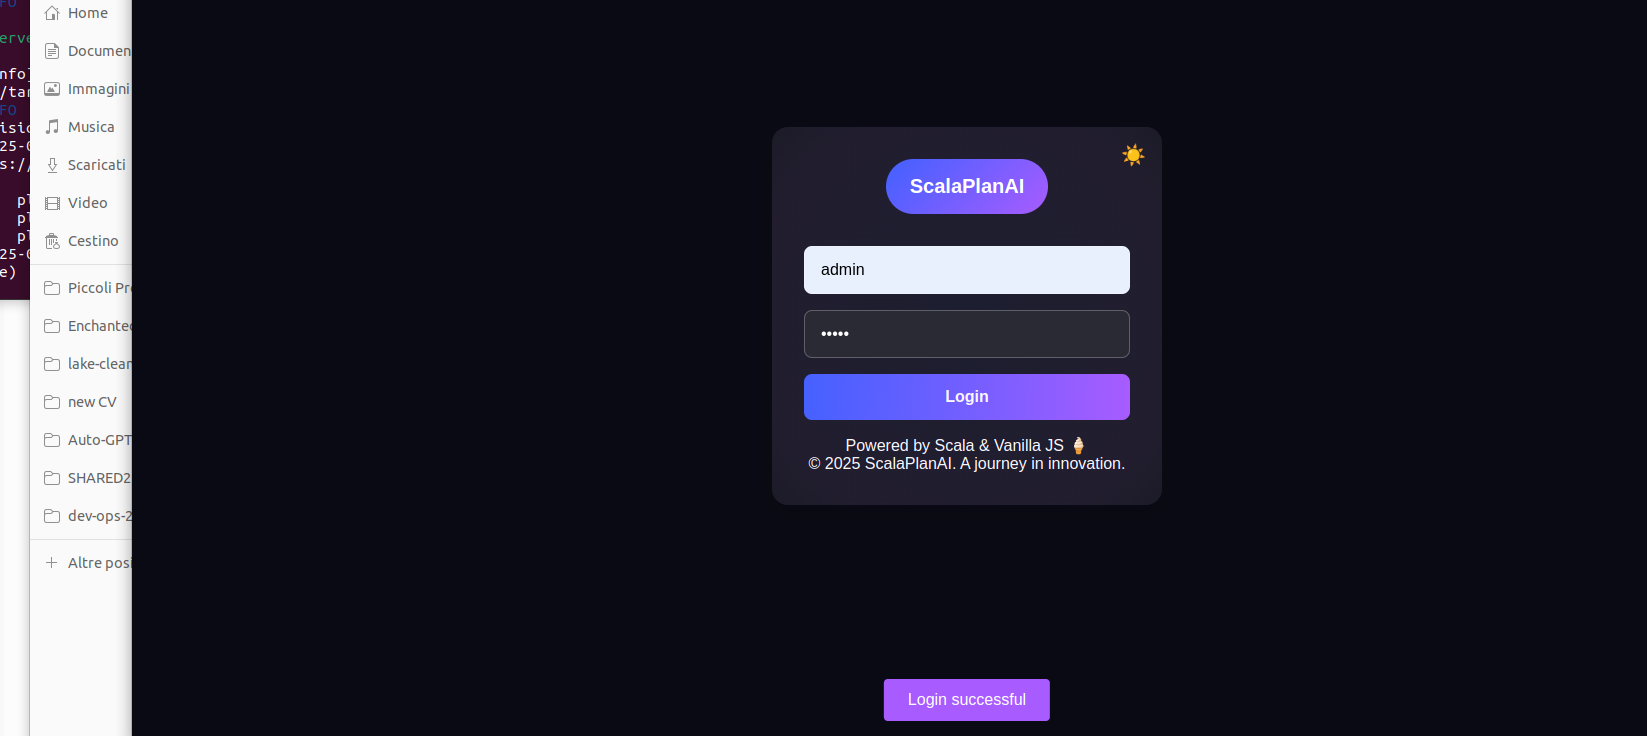 FO
erve
nfo]
/tar
FO
isio
25-0
s://
pl
pl
pl
25-0
e)
Home
Documen
Immagini
Musica
Scaricati
Video
Cestino
Piccoli Pr
Enchanted
lake-clean
new CV
Auto-GPT
SHARED2
dev-ops-2
Altre posi
ScalaPlanAI
admin
•••••
Login
Powered by Scala & Vanilla JS 🍦
© 2025 ScalaPlanAI. A journey in innovation.
Login successful